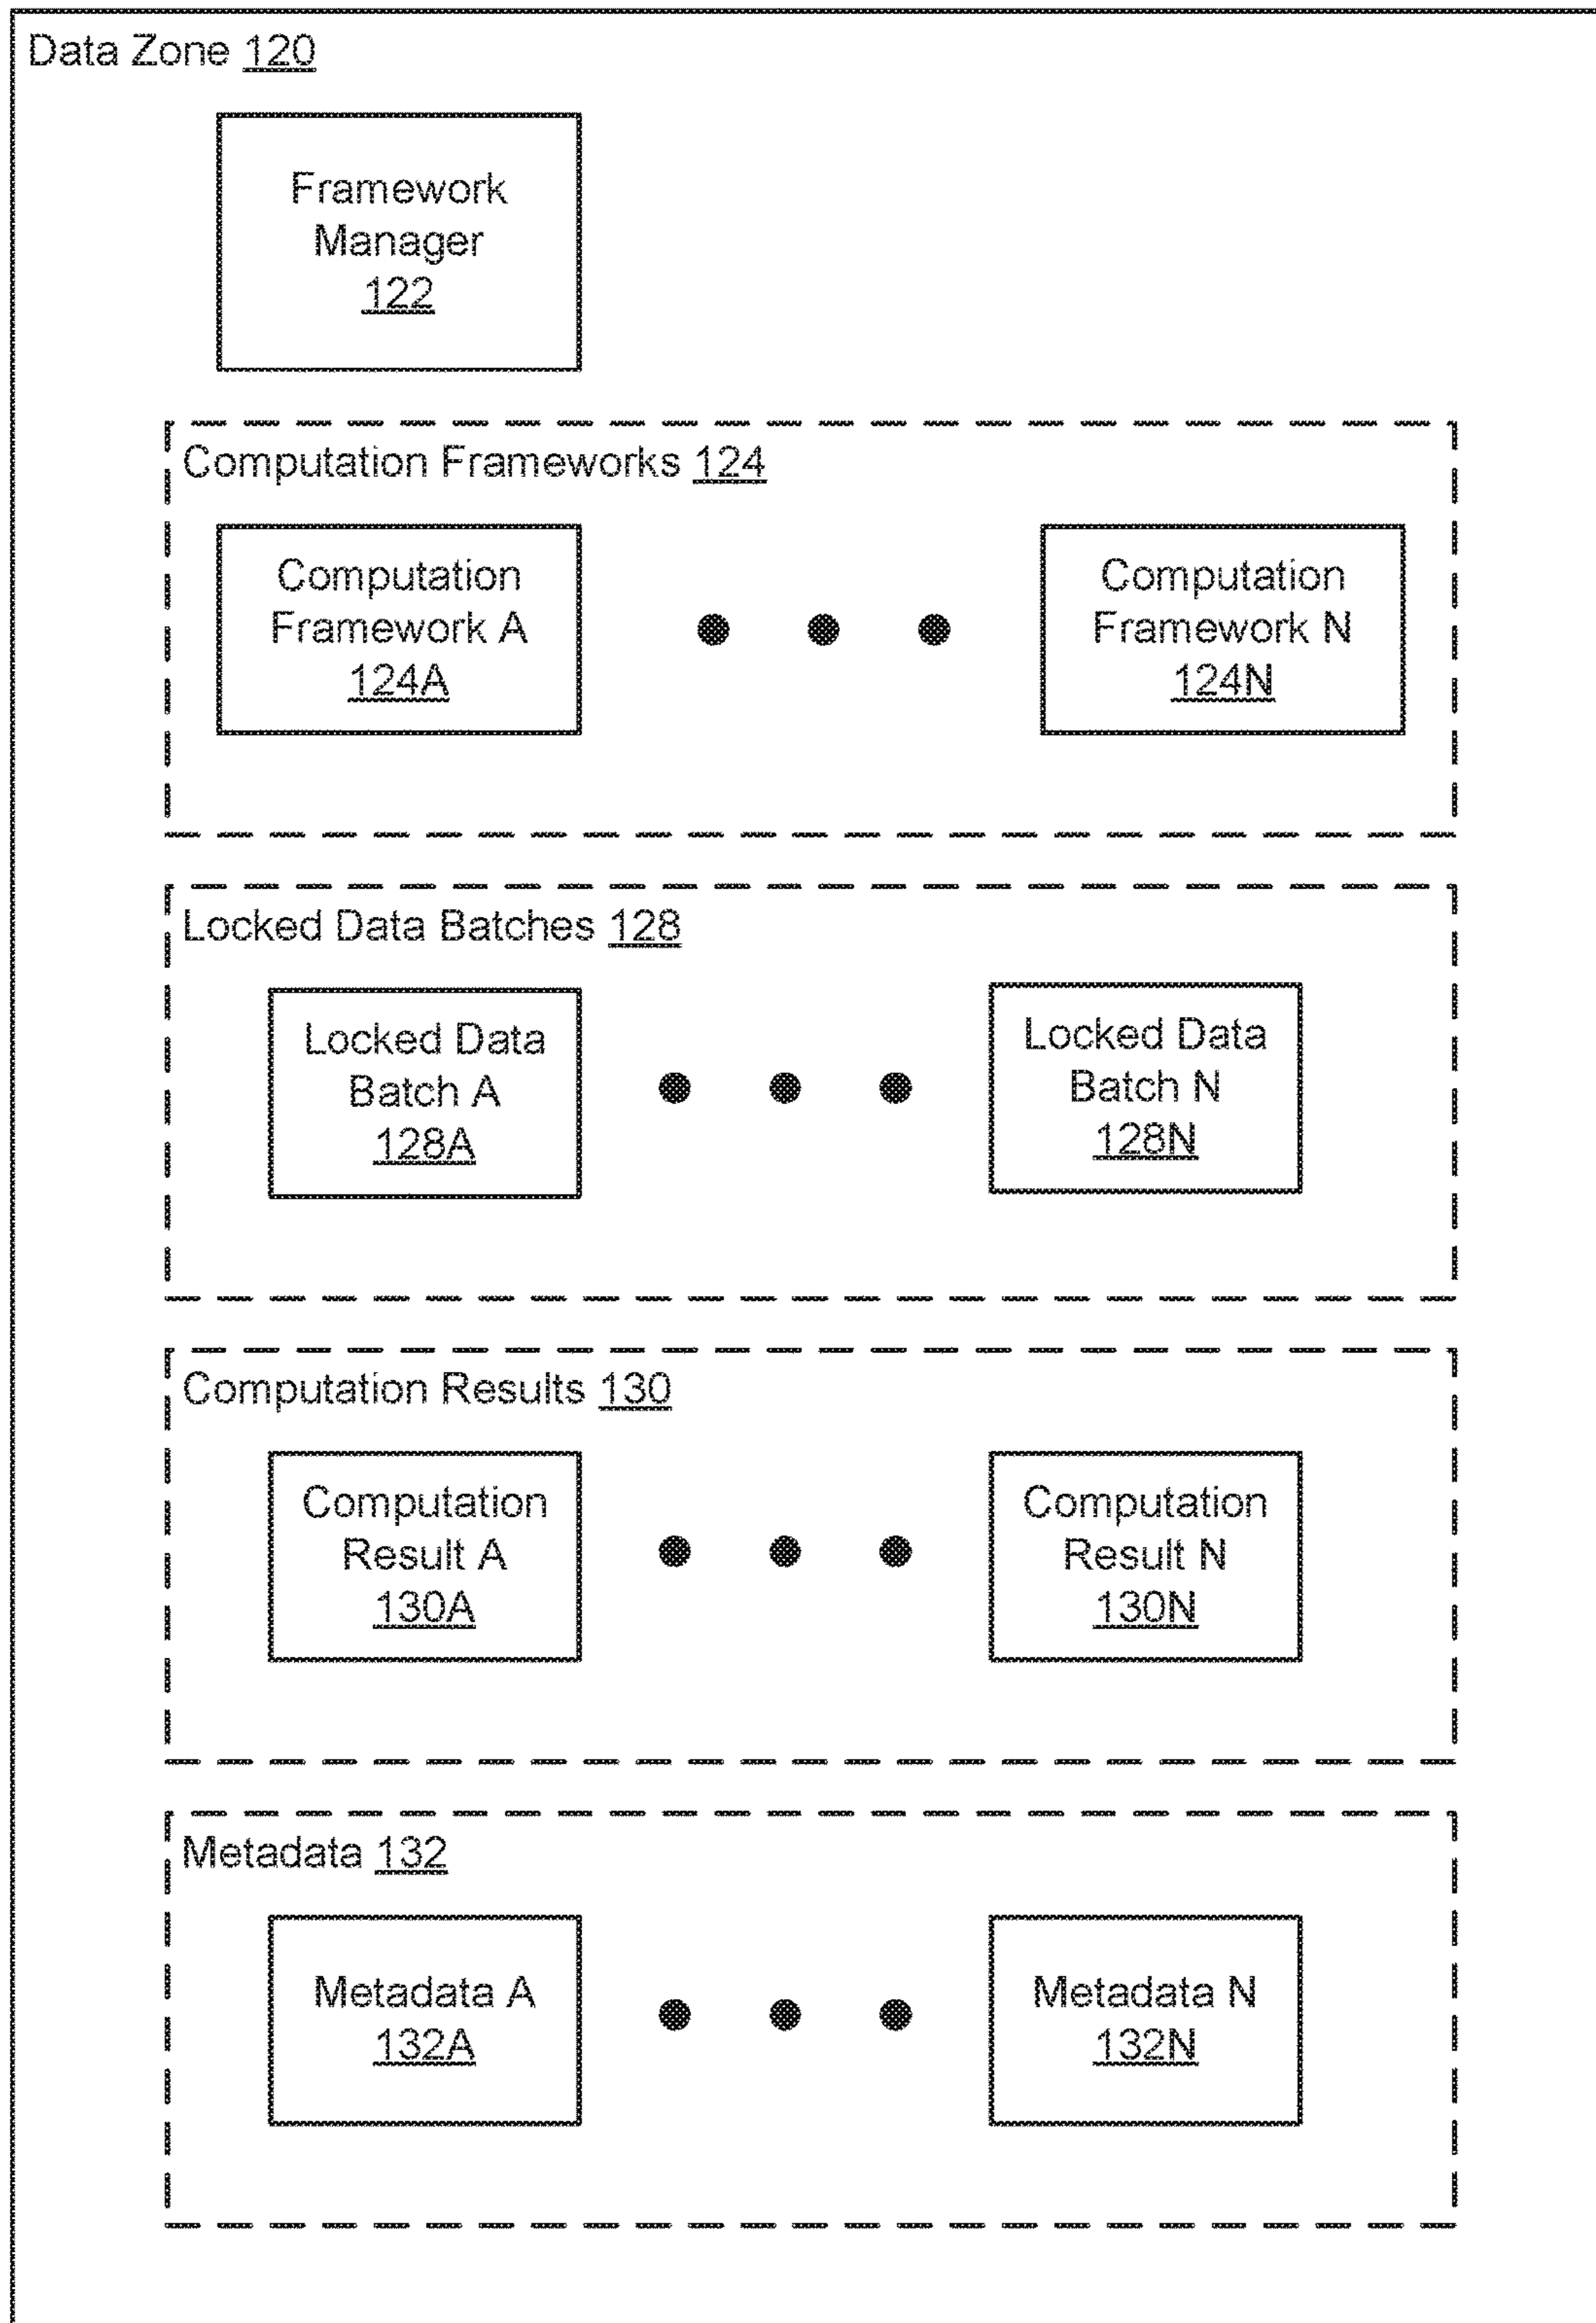 Data Zone 120
Framework
Manager
122
Computation Frameworks 124
Computation
Framework A
124A
Computation
Framework N
124N
Locked Data Batches 128
Locked Data
Batch A
128A
Locked Data
Batch N
128N
Computation Results 130
Computation
Result A
130A
Computation
Result N
130N
Metadata 132
Metadata A
132A
Metadata N
132N